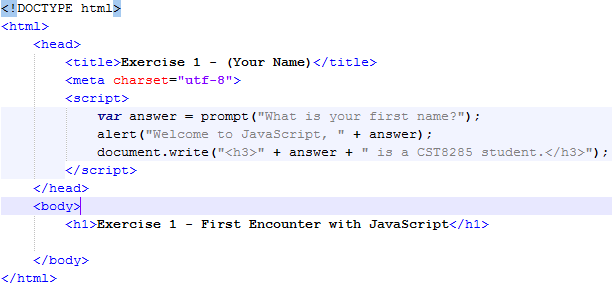 <!DOCTYPE html>
<html>
<head>
<title>Exercise 1 - (Your Name)</title>
<meta charset="utf-8">
<script>
var answer = prompt("What is your first name?");
alert("Welcome to JavaScript, " + answer);
document.write("<h3>" + answer + " is a CST8285 student.</h3>");
</script>
</head>
<body>
<h1>Exercise 1 - First Encounter with JavaScript</h1>
</body>
</html>